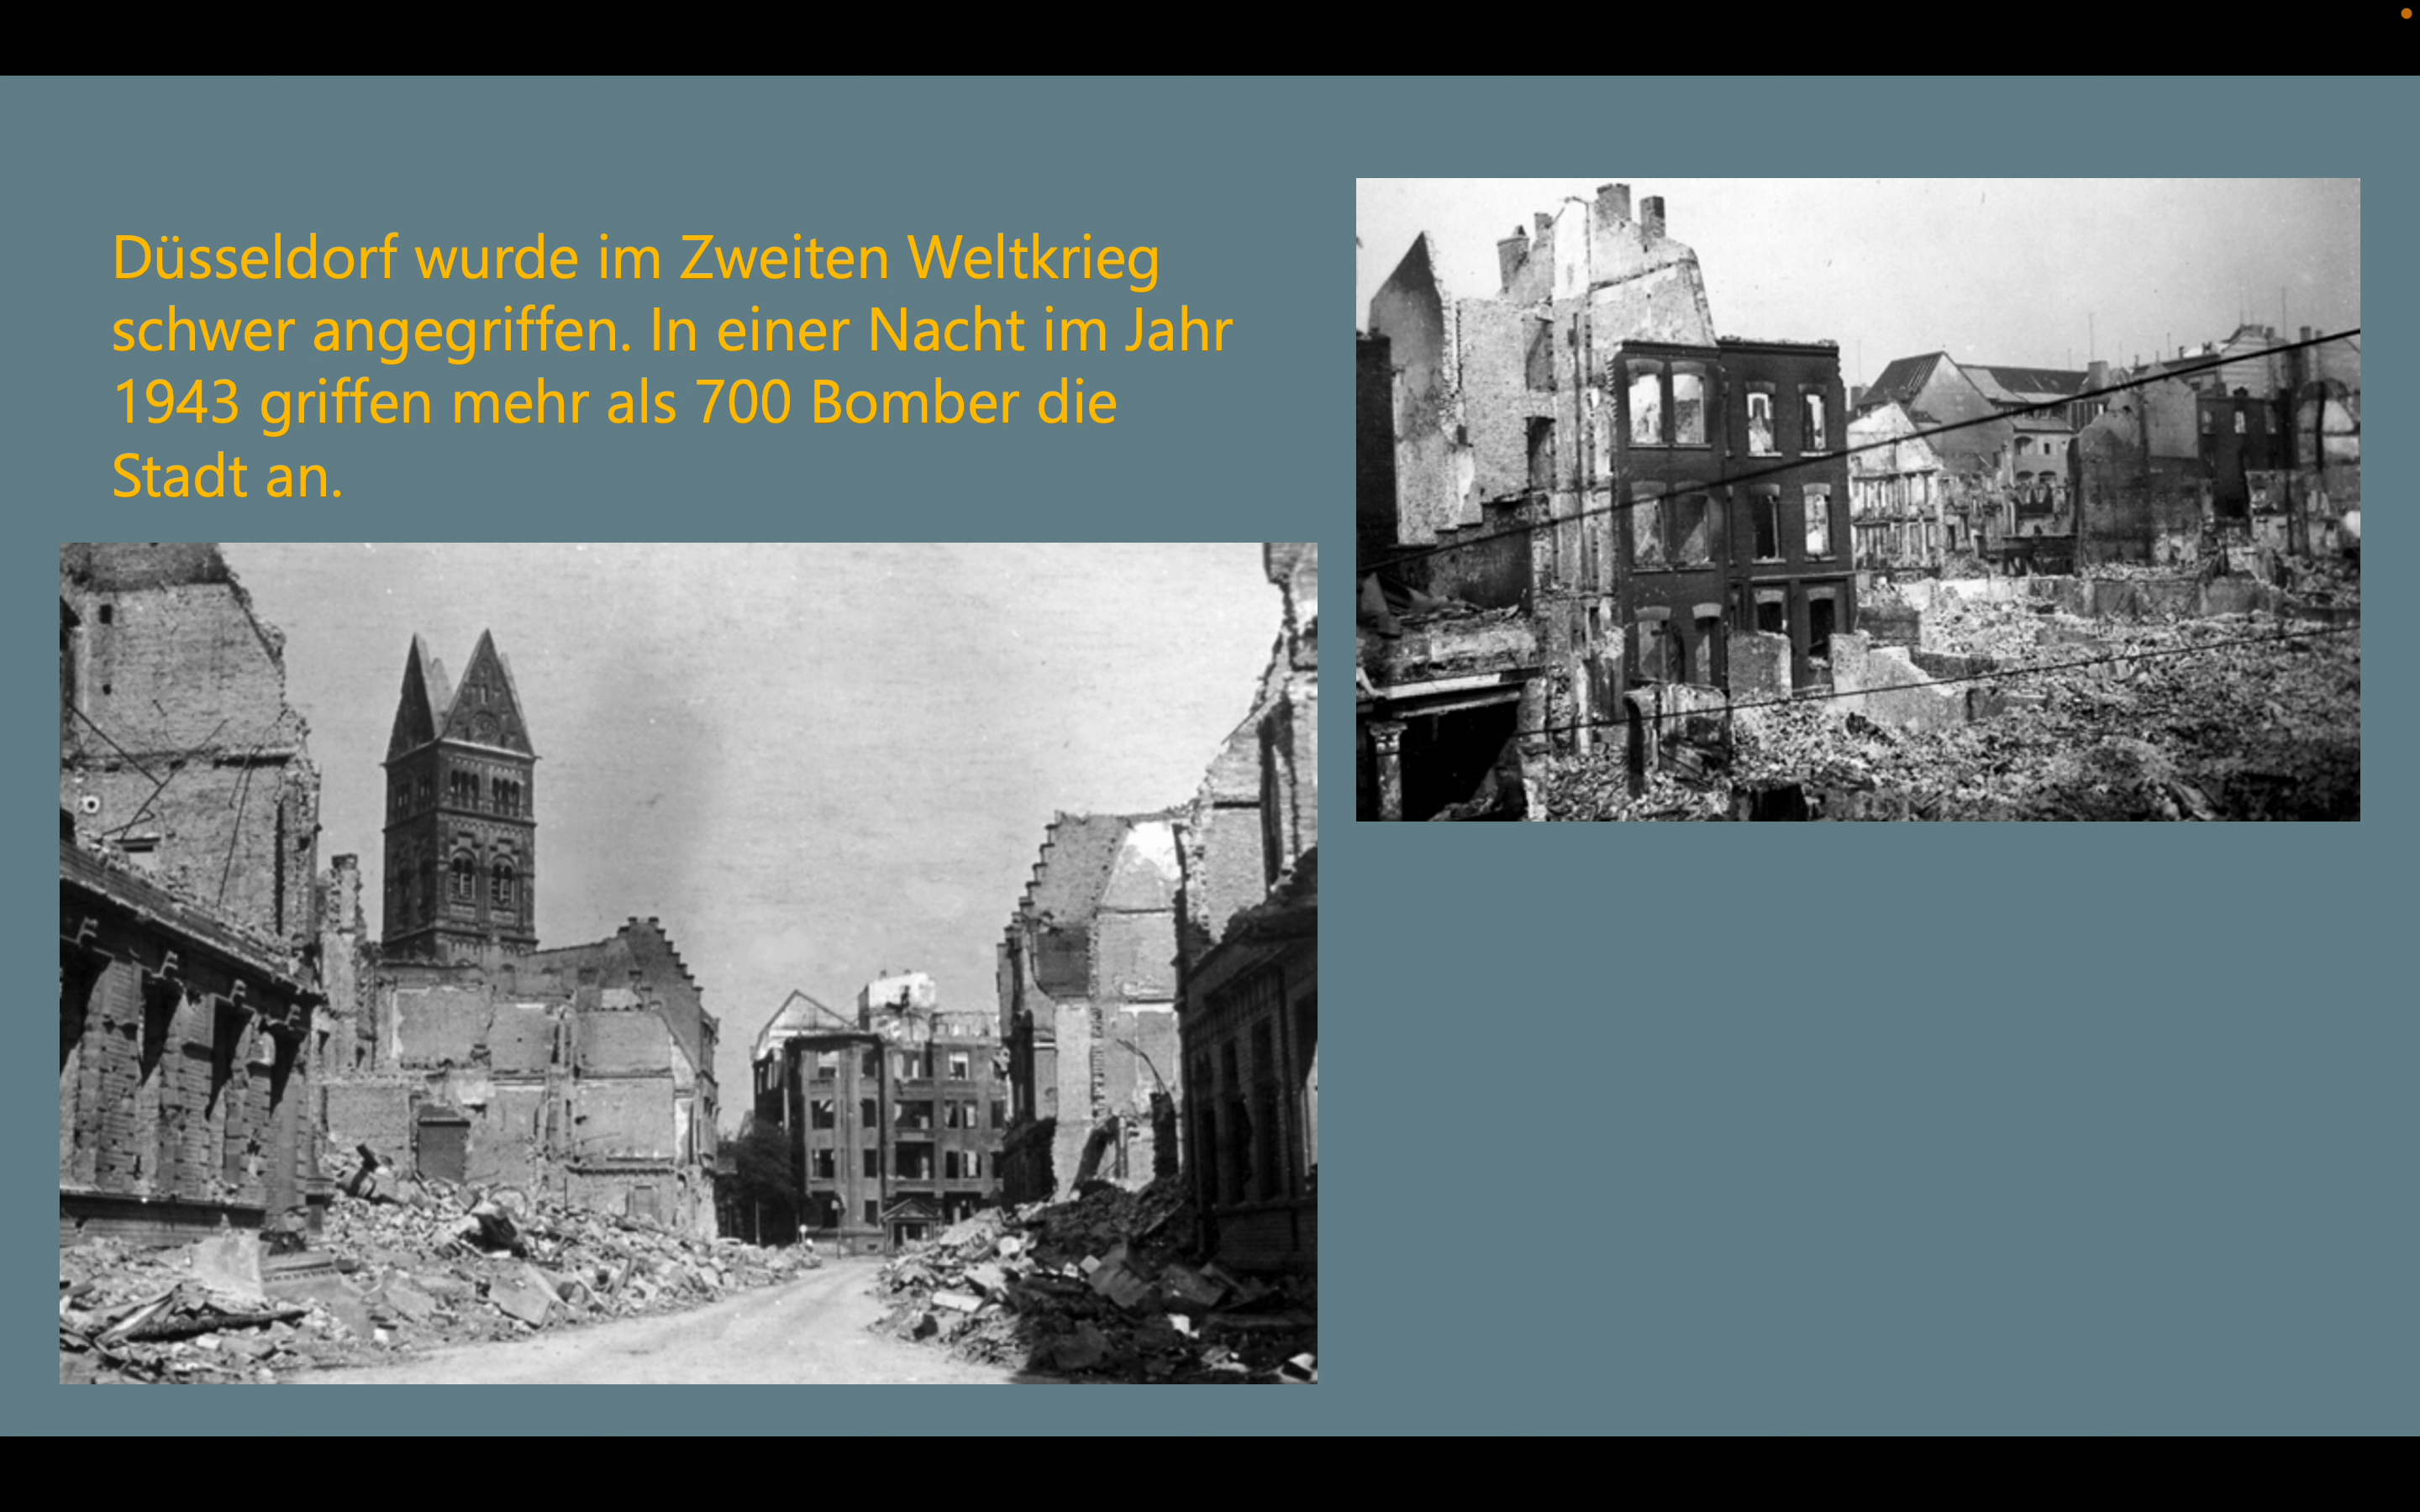 Düsseldorf wurde im Zweiten Weltkrieg
schwer angegriffen. In einer Nacht im Jahr
1943 griffen mehr als 700 Bomber die
Stadt an.